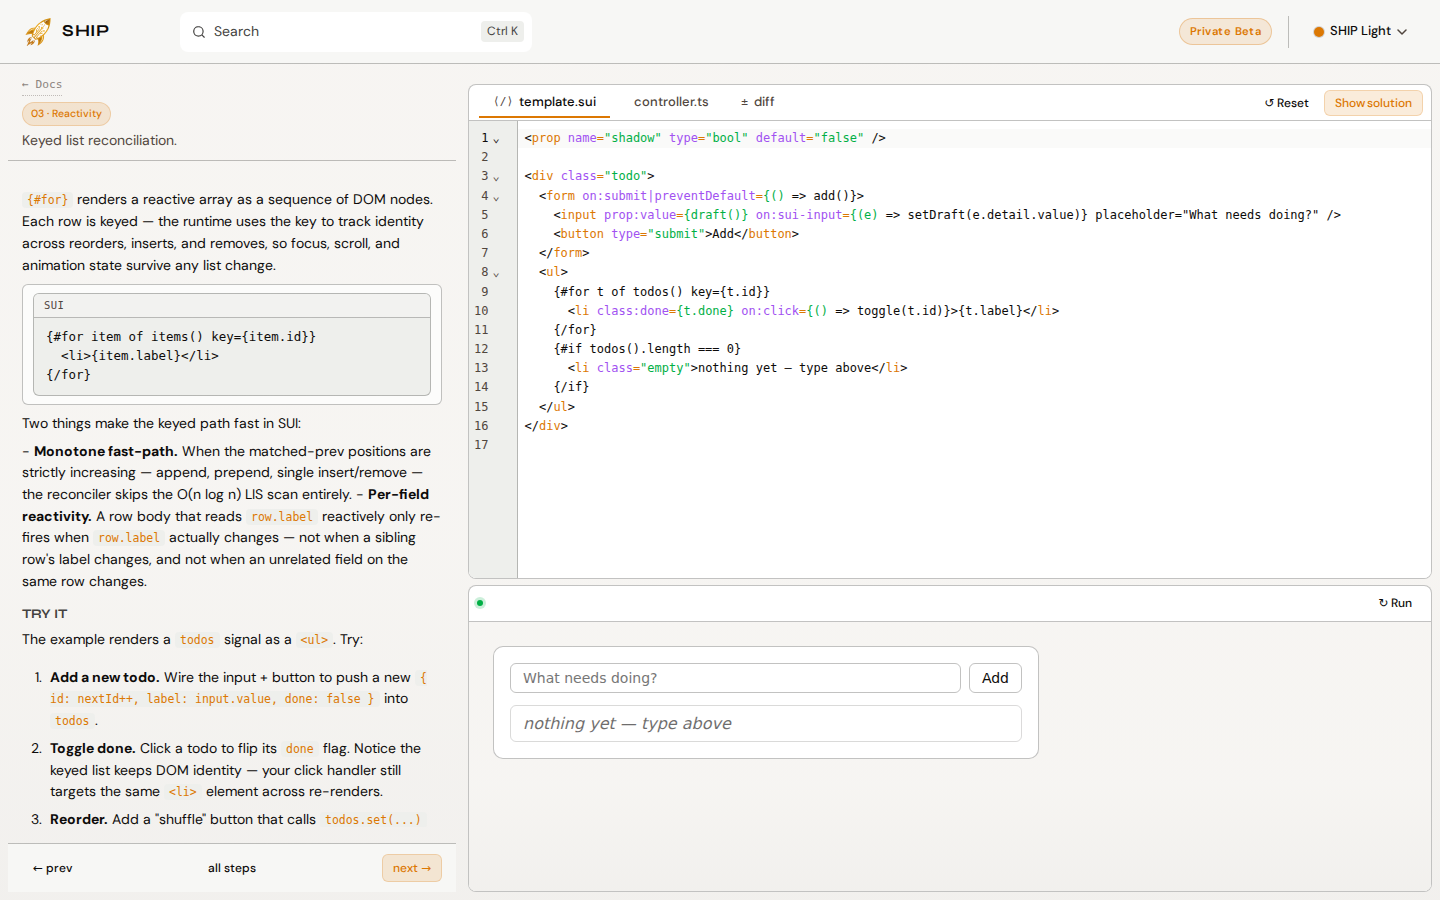 SHIP
Search
Ctrl K
Private Beta
SHIP Light
← Docs
03 · Reactivity
Keyed list reconciliation.
{#for} renders a reactive array as a sequence of DOM nodes.
Each row is keyed — the runtime uses the key to track identity
across reorders, inserts, and removes, so focus, scroll, and
animation state survive any list change.
SUI
{#for item of items() key={item.id}}
<li>{item.label}</li>
{/for}
Two things make the keyed path fast in SUI:
- Monotone fast-path. When the matched-prev positions are
strictly increasing — append, prepend, single insert/remove —
the reconciler skips the O(n log n) LIS scan entirely. - Per-field
reactivity. A row body that reads row.label reactively only re-
fires when row.label actually changes — not when a sibling
row's label changes, and not when an unrelated field on the
same row changes.
TRY IT
The example renders a todos signal as a <ul>. Try:
1. Add a new todo. Wire the input + button to push a new {
id: nextId++, label: input.value, done: false } into
todos.
2. Toggle done. Click a todo to flip its done flag. Notice the
keyed list keeps DOM identity — your click handler still
targets the same <li> element across re-renders.
3. Reorder. Add a "shuffle" button that calls todos.set(...)
← prev
all steps
next →
⟨/⟩ template.sui
controller.ts
± diff
↺ Reset
Show solution
1 <prop name="shadow" type="bool" default="false" />
2
3 <div class="todo">
4 <form on:submit|preventDefault={() => add()}>
5 <input prop:value={draft()} on:sui-input={(e) => setDraft(e.detail.value)} placeholder="What needs doing?" />
6 <button type="submit">Add</button>
7 </form>
8 <ul>
9 {#for t of todos() key={t.id}}
10 <li class:done={t.done} on:click={() => toggle(t.id)}>{t.label}</li>
11 {/for}
12 {#if todos().length === 0}
13 <li class="empty">nothing yet — type above</li>
14 {/if}
15 </ul>
16 </div>
17
↻ Run
What needs doing?
Add
nothing yet — type above